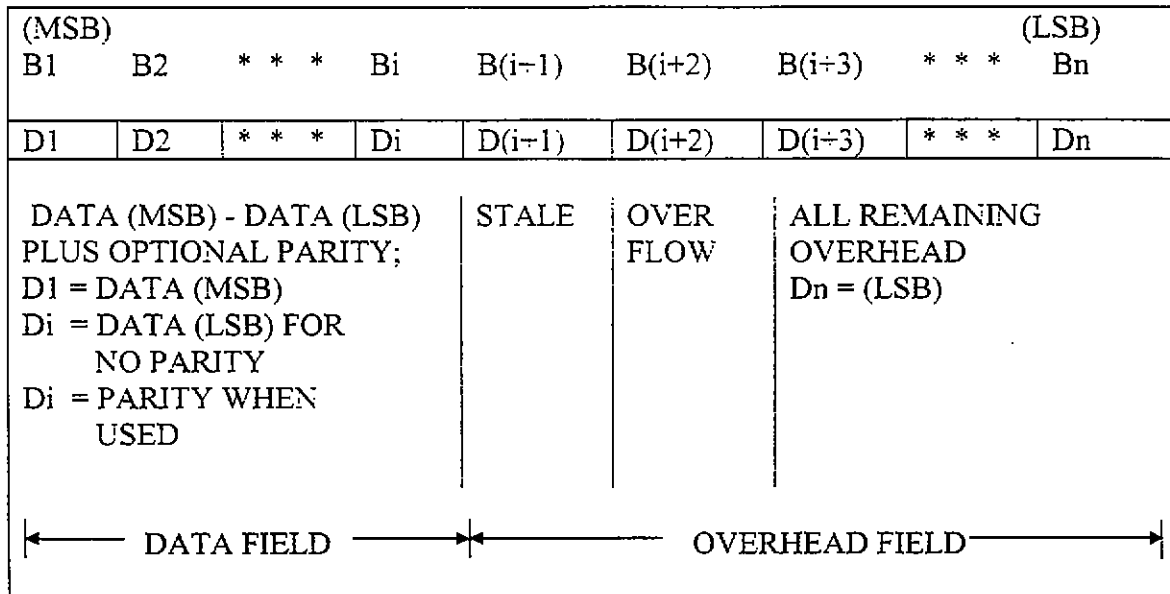 (MSB) (LSB)
B1 B2 * * * Bi B(i+1) B(i+2) B(i+3) * * * Bn
D1 D2 * * * Di D(i+1) D(i+2) D(i+3) * * * Dn
DATA (MSB) - DATA (LSB) STALE OVER ALL REMAINING
PLUS OPTIONAL PARITY; FLOW OVERHEAD
D1 = DATA (MSB) Dn = (LSB)
Di = DATA (LSB) FOR
NO PARITY
Di = PARITY WHEN
USED
DATA FIELD OVERHEAD FIELD